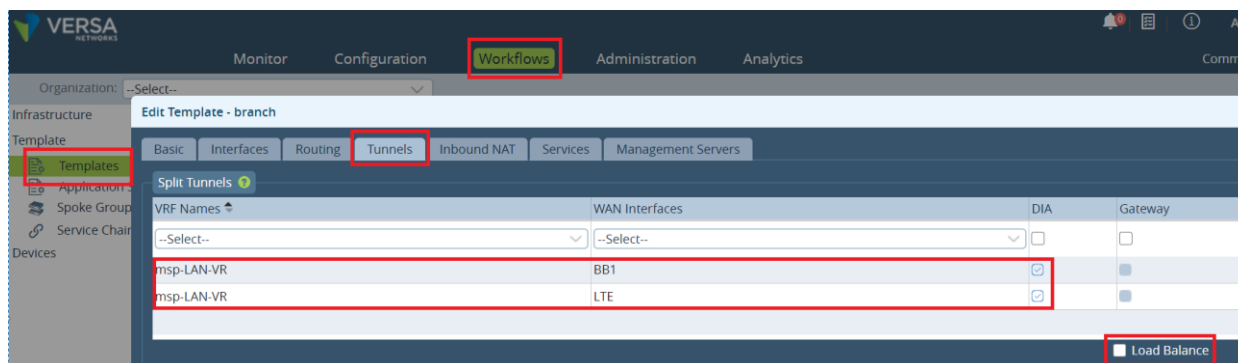 VERSA
NETWORKS
Monitor Configuration Workflows Administration Analytics
Organization: --Select--
Infrastructure
Edit Template - branch
Template
Basic Interfaces Routing Tunnels Inbound NAT Services Management Servers
Templates
Split Tunnels ?
Application
Spoke Group
VRF Names WAN Interfaces DIA Gateway
Service Chain
--Select-- --Select--
Devices
msp-LAN-VR BB1
msp-LAN-VR LTE
Load Balance